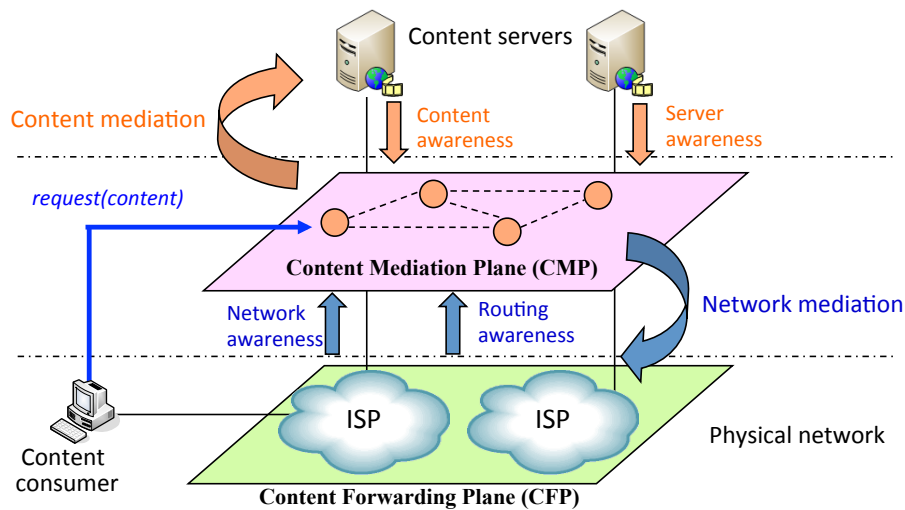 Content servers
Content mediation
Content
awareness
Server
awareness
request(content)
Content Mediation Plane (CMP)
Network
awareness
Routing
awareness
Network mediation
ISP
ISP
Physical network
Content
consumer
Content Forwarding Plane (CFP)